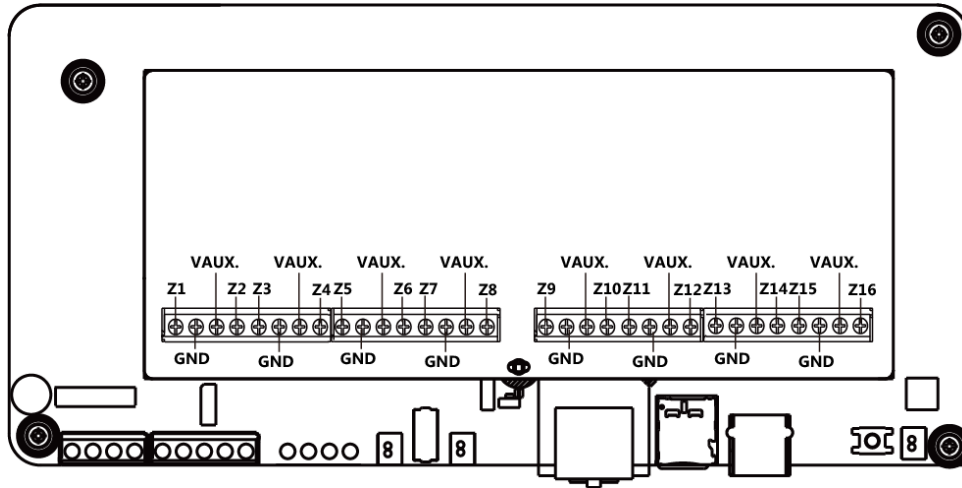 VAUX. VAUX. VAUX. VAUX. VAUX. VAUX. VAUX. VAUX.
Z1 Z2 Z3 Z4 Z5 Z6 Z7 Z8 Z9 Z10 Z11 Z12 Z13 Z14 Z15 Z16
GND GND GND GND GND GND GND GND